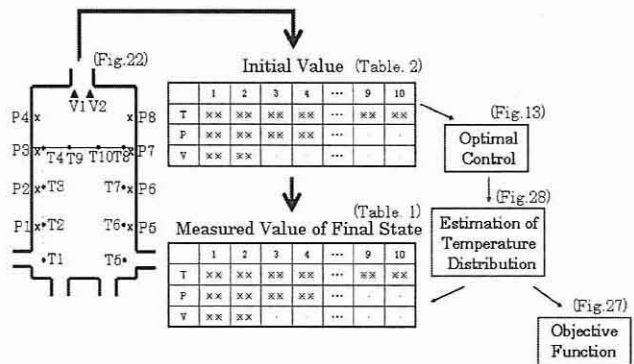 (Fig.22)
V1 V2
P4 P8
P3 T4 T9 T10 T8 P7
P2 T3 T7 P6
P1 T2 T6 P5
T1 T5
Initial Value (Table. 2)
1 2 3 4 ... 9 10
T ×× ×× ×× ×× ... ×× ××
P ×× ×× ×× ×× ... · ·
V ×× ×× · · ... · ·
(Table. 1)
Measured Value of Final State
1 2 3 4 ... 9 10
T ×× ×× ×× ×× ... ×× ××
P ×× ×× ×× ×× ... · ·
V ×× ×× · · ... · ·
(Fig.13)
Optimal
Control
(Fig.28)
Estimation of
Temperature
Distribution
(Fig.27)
Objective
Function